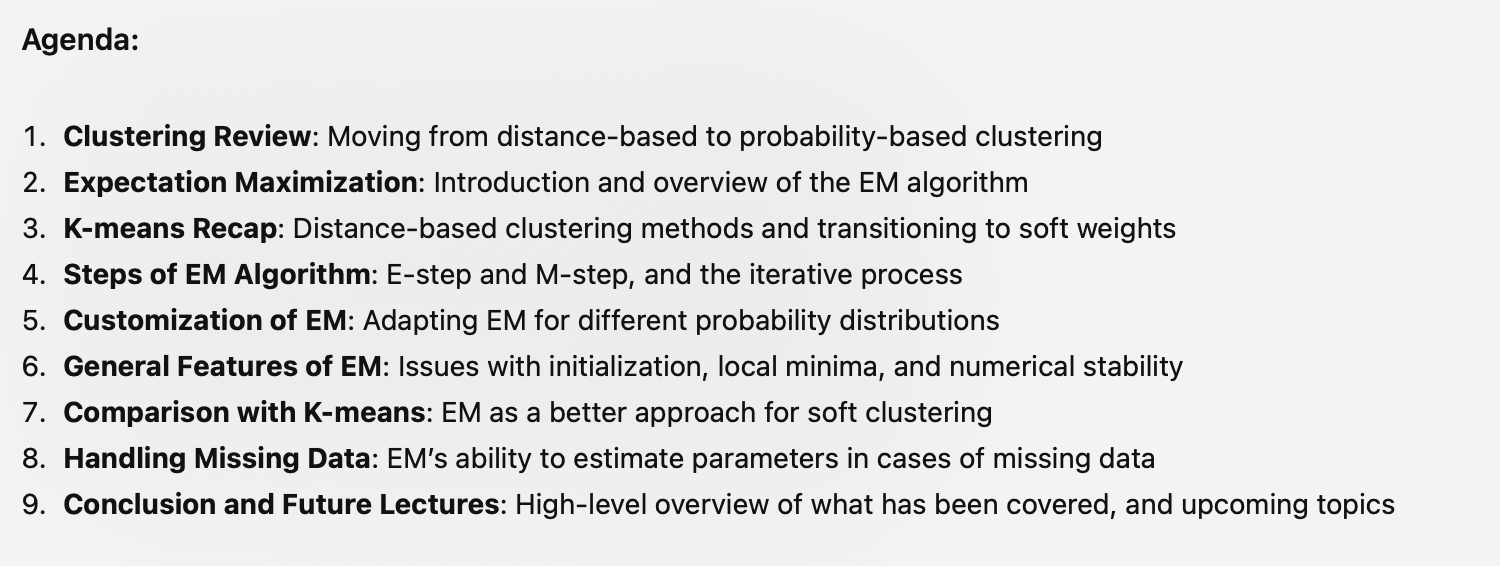 Agenda:
1. Clustering Review: Moving from distance-based to probability-based clustering
2. Expectation Maximization: Introduction and overview of the EM algorithm
3. K-means Recap: Distance-based clustering methods and transitioning to soft weights
4. Steps of EM Algorithm: E-step and M-step, and the iterative process
5. Customization of EM: Adapting EM for different probability distributions
6. General Features of EM: Issues with initialization, local minima, and numerical stability
7. Comparison with K-means: EM as a better approach for soft clustering
8. Handling Missing Data: EM’s ability to estimate parameters in cases of missing data
9. Conclusion and Future Lectures: High-level overview of what has been covered, and upcoming topics